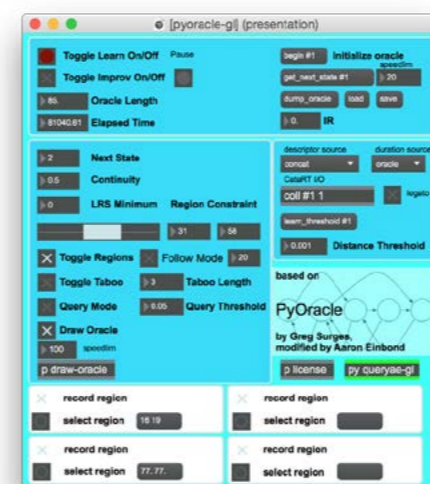 [pyoracle-gl] (presentation)
Toggle Learn On/Off Pause
Toggle Improv On/Off
85. Oracle Length
81040.61 Elapsed Time
begin #1 Initialize oracle
speedlim
get_next_state #1 20
dump_oracle load save
0. IR
2 Next State
0.5 Continuity
0 LRS Minimum Region Constraint
31 58
Toggle Regions Follow Mode 20
Toggle Taboo 3 Taboo Length
Query Mode 0.05 Query Threshold
Draw Oracle
100 speedlim
p draw-oracle
descriptor source duration source
concat oracle
CataRT I/O
coll #1 1 legato
learn_threshold #1
0.001 Distance Threshold
based on
PyOracle
by Greg Surges,
modified by Aaron Einbond
p license py queryae-gl
record region
select region 16 19
record region
select region
record region
select region 77. 77.
record region
select region